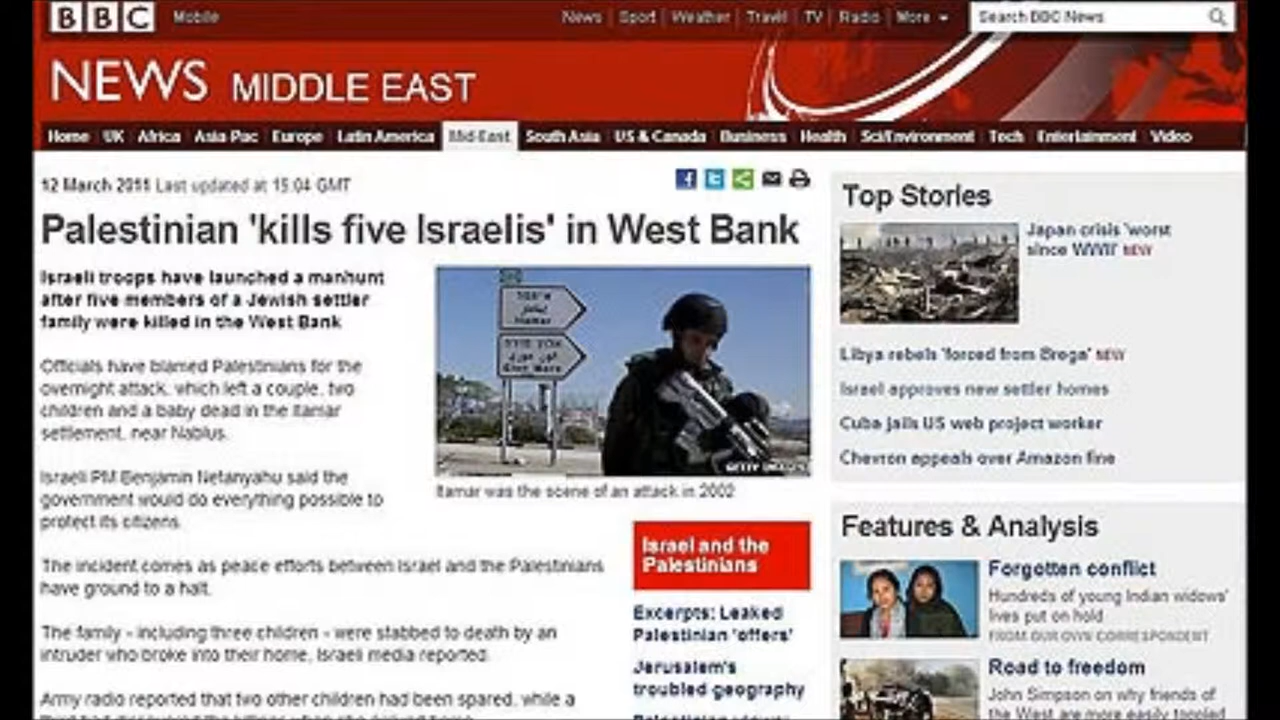 BBC Mobile News Sport Weather Travel TV Radio More Search BBC News
NEWS MIDDLE EAST
Home UK Africa Asia-Pac Europe Latin America Mid-East South Asia US & Canada Business Health Sci/Environment Tech Entertainment Video
12 March 2011 Last updated at 15:04 GMT
Palestinian 'kills five Israelis' in West Bank
Israeli troops have launched a manhunt
after five members of a Jewish settler
family were killed in the West Bank
Officials have blamed Palestinians for the
overnight attack, which left a couple, two
children and a baby dead in the Itamar
settlement, near Nablus.
Israeli PM Benjamin Netanyahu said the
government would do everything possible to
protect its citizens.
The incident comes as peace efforts between Israel and the Palestinians
have ground to a halt.
The family - including three children - were stabbed to death by an
intruder who broke into their home, Israeli media reported.
Army radio reported that two other children had been spared, while a
Itamar
GETTY IMAGES
Itamar was the scene of an attack in 2002
Israel and the
Palestinians
Excerpts: Leaked
Palestinian 'offers'
Jerusalem's
troubled geography
Top Stories
Japan crisis 'worst
since WWII' NEW
Libya rebels 'forced from Brega' NEW
Israel approves new settler homes
Cuba jails US web project worker
Chevron appeals over Amazon fine
Features & Analysis
Forgotten conflict
Hundreds of young Indian widows'
lives put on hold
FROM OUR OWN CORRESPONDENT
Road to freedom
John Simpson on why friends of
the West are more easily toppled